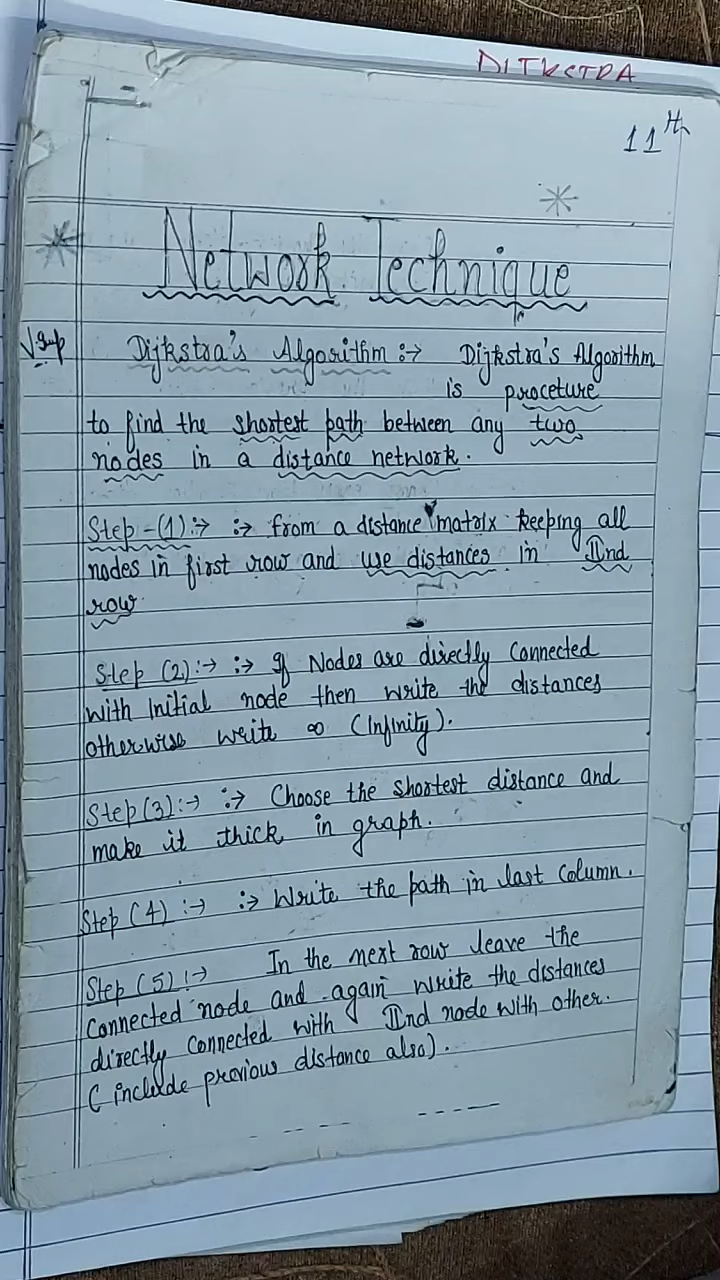 DIJKSTRA
11th
Network Technique
VImp Dijkstra's Algorithm :→ Dijkstra's Algorithm
is proceture
to find the shortest path between any two
nodes in a distance network.
Step-(1):→ :→ from a distance matrix keeping all
nodes in first row and use distances in IInd
row
Step (2):→ :→ If Nodes are directly Connected
with Initial node then write the distances
otherwise write ∞ (Infinity).
Step (3):→ :→ Choose the shortest distance and
make it thick in graph.
Step (4) :→ :→ Write the path in last Column.
Step (5) :→ In the next row leave the
Connected node and again write the distances
directly connected with IInd node with other.
( include previous distance also).